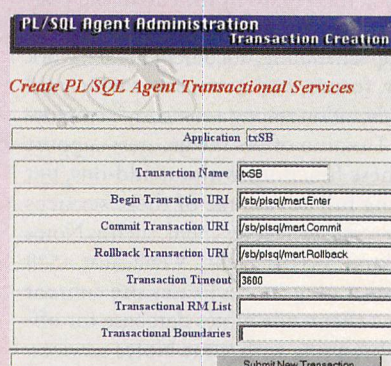 PL/SQL Agent Administration
Transaction Creation
Create PL/SQL Agent Transactional Services
Application txSB
Transaction Name txSB
Begin Transaction URI /sb/plsql/mart.Enter
Commit Transaction URI /sb/plsql/mart.Commit
Rollback Transaction URI /sb/plsql/mart.Rollback
Transaction Timeout 3600
Transactional RM List
Transactional Boundaries
Submit New Transaction